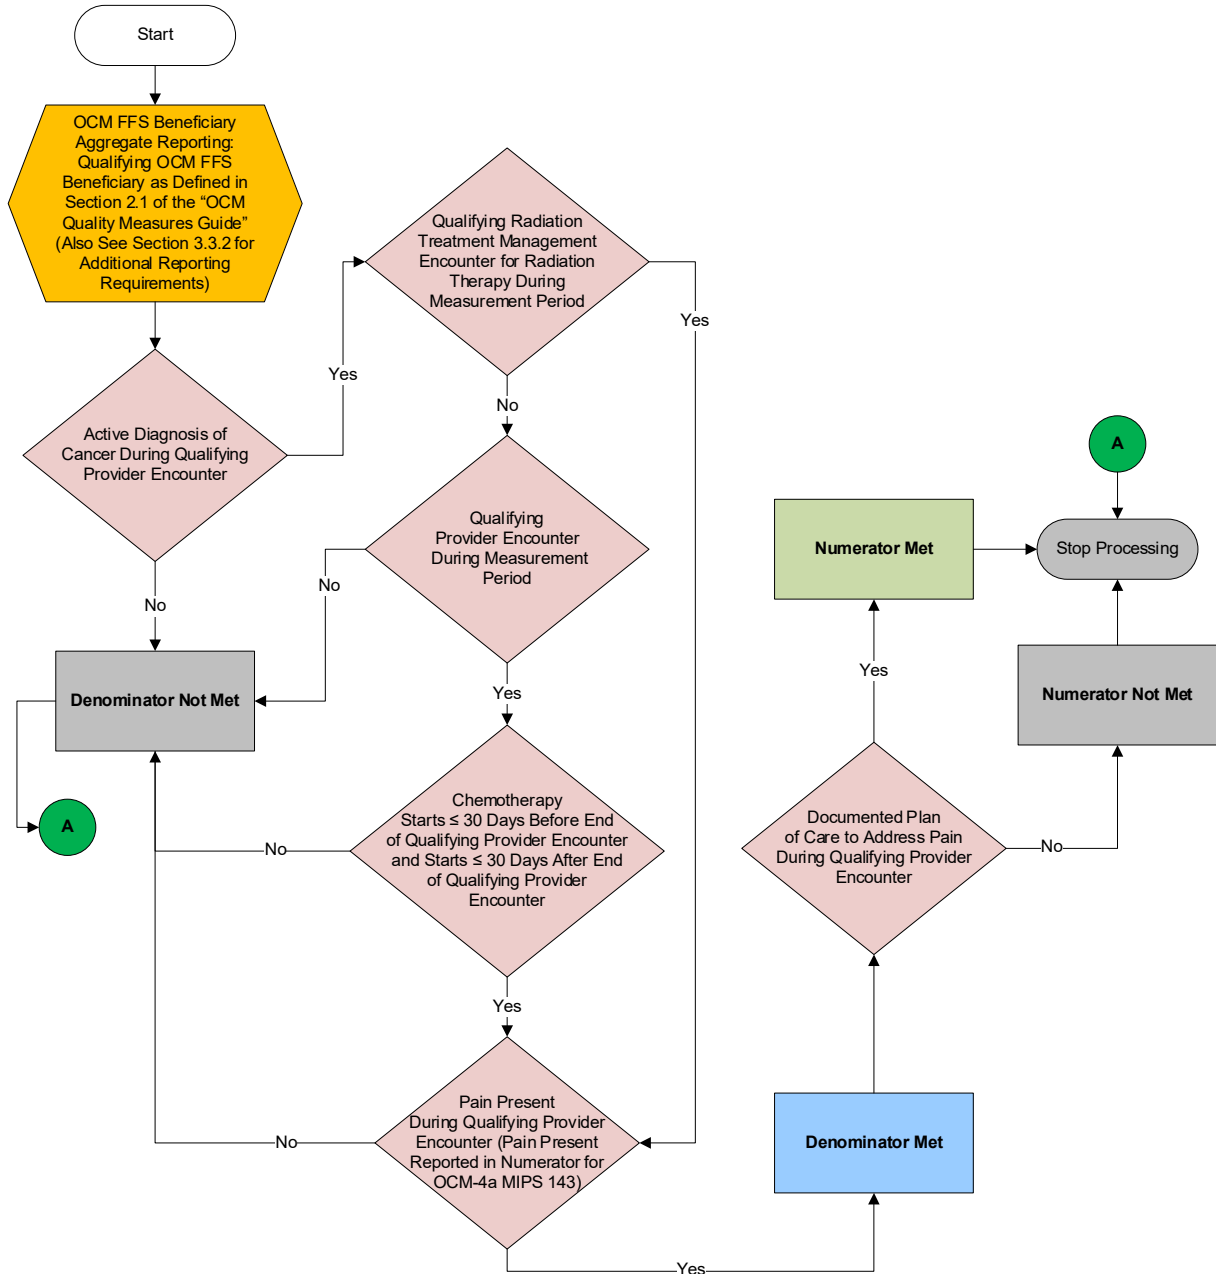 Start
OCM FFS Beneficiary
Aggregate Reporting:
Qualifying OCM FFS
Beneficiary as Defined in
Section 2.1 of the “OCM
Quality Measures Guide”
(Also See Section 3.3.2 for
Additional Reporting
Requirements)
Active Diagnosis of
Cancer During Qualifying
Provider Encounter
Yes
No
Denominator Not Met
A
Qualifying Radiation
Treatment Management
Encounter for Radiation
Therapy During
Measurement Period
Yes
No
Qualifying
Provider Encounter
During Measurement
Period
No
Yes
Chemotherapy
Starts ≤ 30 Days Before End
of Qualifying Provider Encounter
and Starts ≤ 30 Days After End
of Qualifying Provider
Encounter
No
Yes
Pain Present
During Qualifying Provider
Encounter (Pain Present
Reported in Numerator for
OCM-4a MIPS 143)
No
Yes
Denominator Met
Documented Plan
of Care to Address Pain
During Qualifying Provider
Encounter
Yes
No
Numerator Met
Numerator Not Met
Stop Processing
A